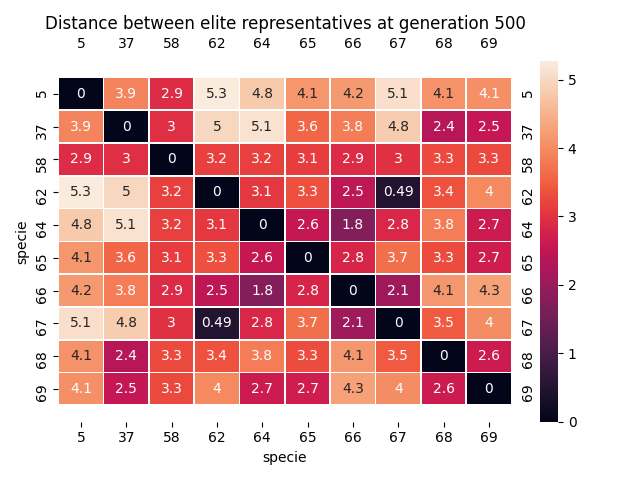 Distance between elite representatives at generation 500
5 37 58 62 64 65 66 67 68 69
5 0 3.9 2.9 5.3 4.8 4.1 4.2 5.1 4.1 4.1 5
37 3.9 0 3 5 5.1 3.6 3.8 4.8 2.4 2.5 37
58 2.9 3 0 3.2 3.2 3.1 2.9 3 3.3 3.3 58
62 5.3 5 3.2 0 3.1 3.3 2.5 0.49 3.4 4 62
64 4.8 5.1 3.2 3.1 0 2.6 1.8 2.8 3.8 2.7 64
65 4.1 3.6 3.1 3.3 2.6 0 2.8 3.7 3.3 2.7 65
66 4.2 3.8 2.9 2.5 1.8 2.8 0 2.1 4.1 4.3 66
67 5.1 4.8 3 0.49 2.8 3.7 2.1 0 3.5 4 67
68 4.1 2.4 3.3 3.4 3.8 3.3 4.1 3.5 0 2.6 68
69 4.1 2.5 3.3 4 2.7 2.7 4.3 4 2.6 0 69
5 37 58 62 64 65 66 67 68 69
specie
specie
5
4
3
2
1
0